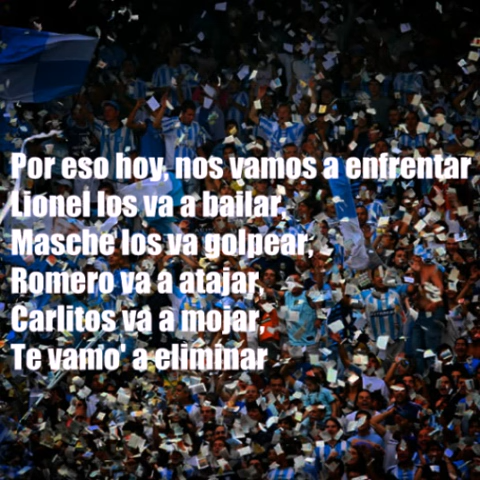 Por eso hoy, nos vamos a enfrentar
Lionel los va a bailar,
Masche los va golpear,
Romero va a atajar,
Carlitos va a mojar,
Te vamo' a eliminar